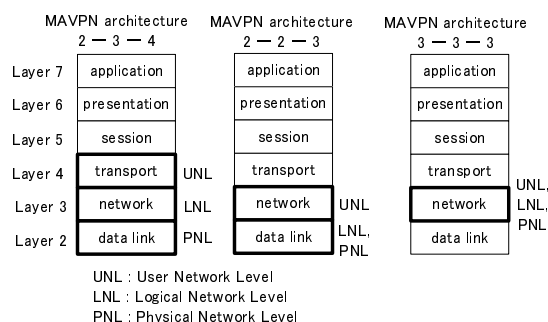 MAVPN architecture MAVPN architecture MAVPN architecture
2 — 3 — 4 2 — 2 — 3 3 — 3 — 3
Layer 7 application application application
Layer 6 presentation presentation presentation
Layer 5 session session session
Layer 4 transport UNL transport transport
Layer 3 network LNL network UNL network UNL, LNL, PNL
Layer 2 data link PNL data link LNL, PNL data link
UNL : User Network Level
LNL : Logical Network Level
PNL : Physical Network Level